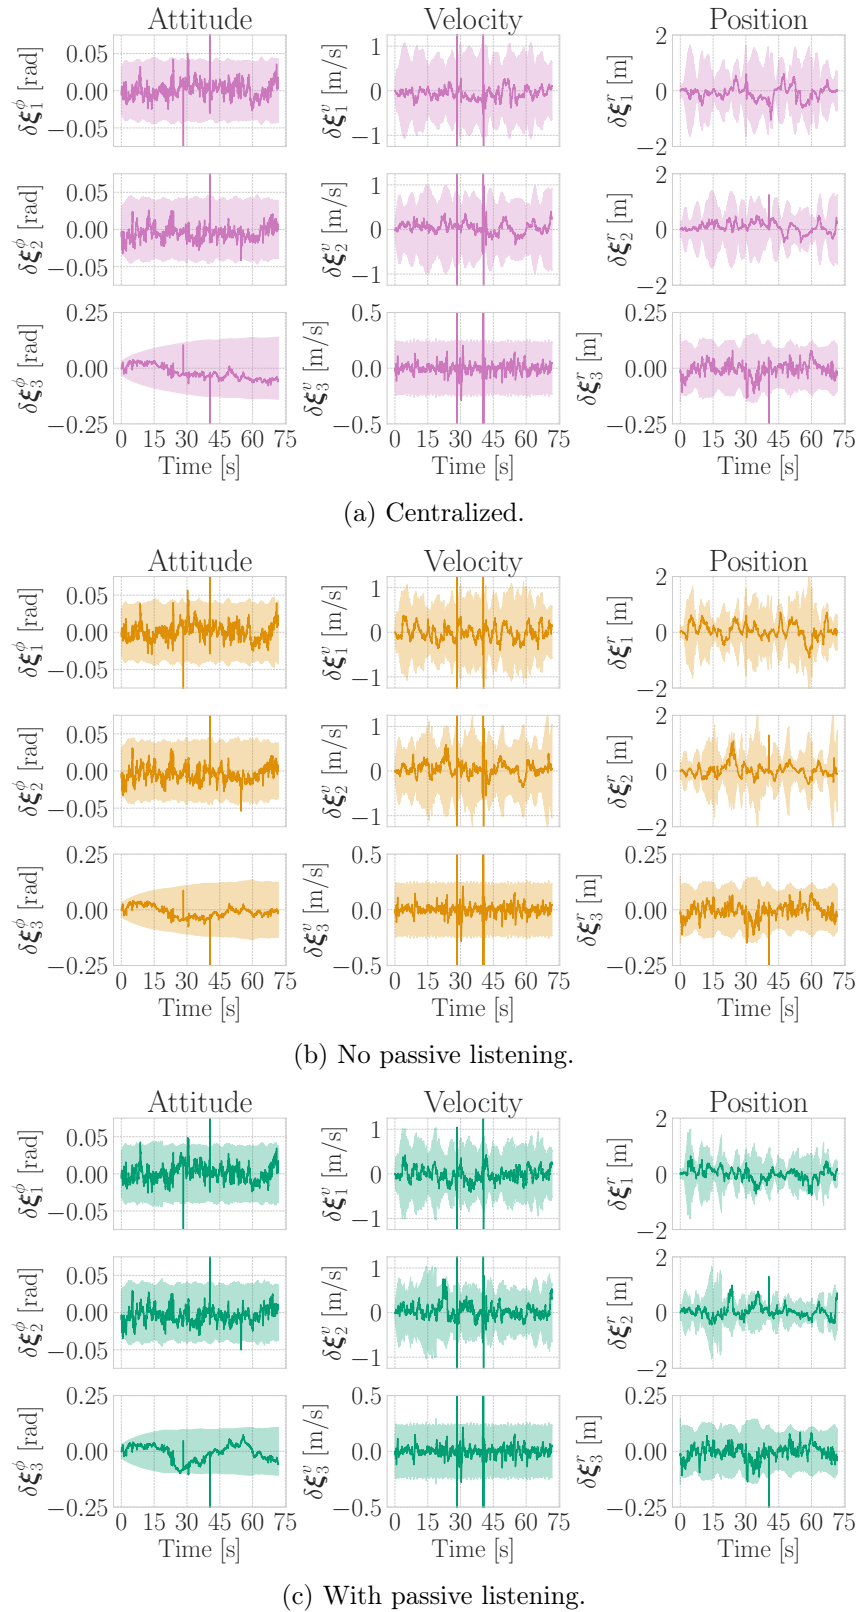 Attitude Velocity Position
δξ₁^ϕ [rad] 0.05 0.00 −0.05 δξ₁^v [m/s] 1 0 −1 δξ₁^r [m] 2 0 −2
δξ₂^ϕ [rad] 0.05 0.00 −0.05 δξ₂^v [m/s] 1 0 −1 δξ₂^r [m] 2 0 −2
δξ₃^ϕ [rad] 0.25 0.00 −0.25 δξ₃^v [m/s] 0.5 0.0 −0.5 δξ₃^r [m] 0.25 0.00 −0.25
0 15 30 45 60 75 0 15 30 45 60 75 0 15 30 45 60 75
Time [s] Time [s] Time [s]
(a) Centralized.
Attitude Velocity Position
δξ₁^ϕ [rad] 0.05 0.00 −0.05 δξ₁^v [m/s] 1 0 −1 δξ₁^r [m] 2 0 −2
δξ₂^ϕ [rad] 0.05 0.00 −0.05 δξ₂^v [m/s] 1 0 −1 δξ₂^r [m] 2 0 −2
δξ₃^ϕ [rad] 0.25 0.00 −0.25 δξ₃^v [m/s] 0.5 0.0 −0.5 δξ₃^r [m] 0.25 0.00 −0.25
0 15 30 45 60 75 0 15 30 45 60 75 0 15 30 45 60 75
Time [s] Time [s] Time [s]
(b) No passive listening.
Attitude Velocity Position
δξ₁^ϕ [rad] 0.05 0.00 −0.05 δξ₁^v [m/s] 1 0 −1 δξ₁^r [m] 2 0 −2
δξ₂^ϕ [rad] 0.05 0.00 −0.05 δξ₂^v [m/s] 1 0 −1 δξ₂^r [m] 2 0 −2
δξ₃^ϕ [rad] 0.25 0.00 −0.25 δξ₃^v [m/s] 0.5 0.0 −0.5 δξ₃^r [m] 0.25 0.00 −0.25
0 15 30 45 60 75 0 15 30 45 60 75 0 15 30 45 60 75
Time [s] Time [s] Time [s]
(c) With passive listening.